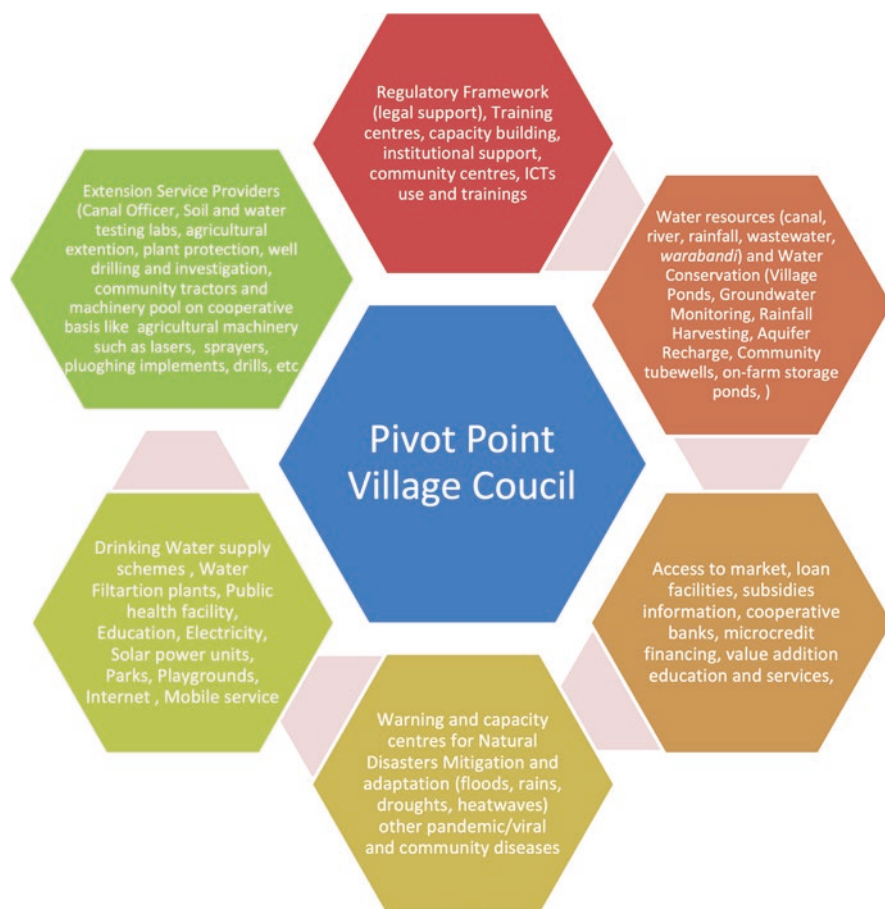 Regulatory Framework
(legal support), Training
centres, capacity building,
institutional support,
community centres, ICTs
use and trainings
Extension Service Providers
(Canal Officer, Soil and water
testing labs, agricultural
extention, plant protection, well
drilling and investigation,
community tractors and
machinery pool on cooperative
basis like agricultural machinery
such as lasers, sprayers,
pluoghing implements, drills, etc
Water resources (canal,
river, rainfall, wastewater,
warabandi) and Water
Conservation (Village
Ponds, Groundwater
Monitoring, Rainfall
Harvesting, Aquifer
Recharge, Community
tubewells, on-farm storage
ponds, )
Pivot Point
Village Coucil
Drinking Water supply
schemes , Water
Filtartion plants, Public
health facility,
Education, Electricity,
Solar power units,
Parks, Playgrounds,
Internet , Mobile service
Access to market, loan
facilities, subsidies
information, cooperative
banks, microcredit
financing, value addition
education and services,
Warning and capacity
centres for Natural
Disasters Mitigation and
adaptation (floods, rains,
droughts, heatwaves)
other pandemic/viral
and community diseases